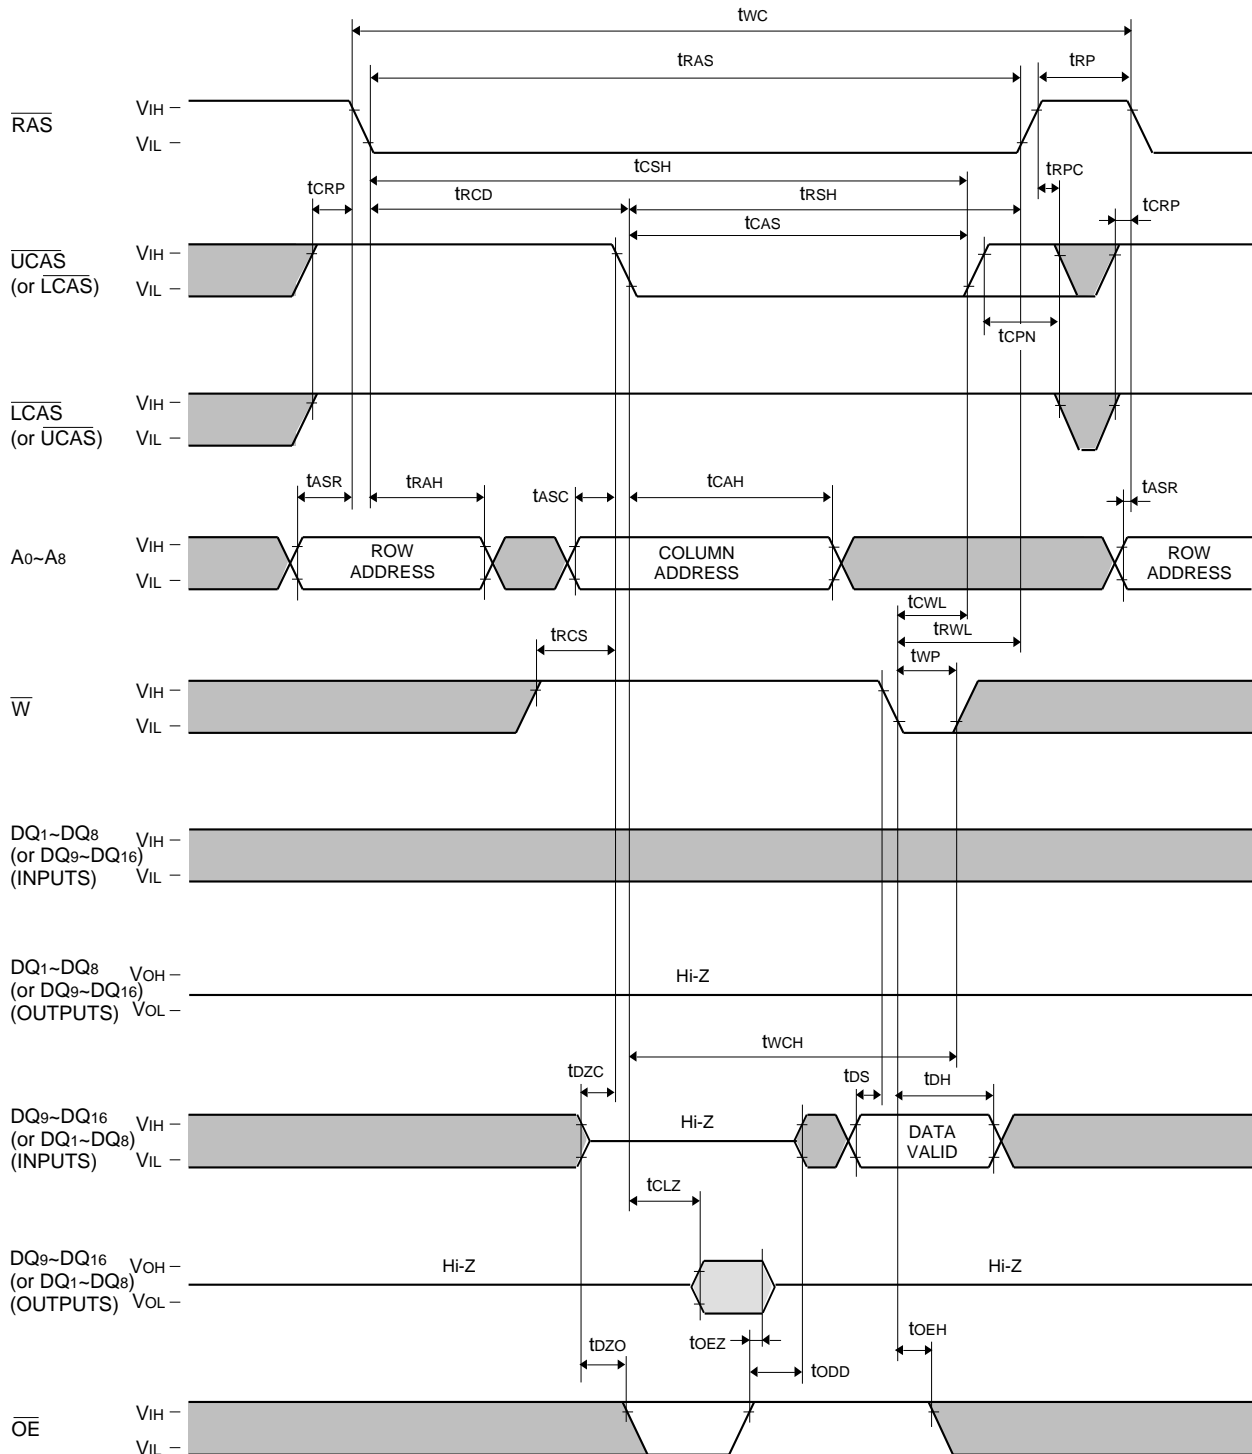 tWC
tRAS
tRP
RAS
VIH
VIL
tCSH
tRPC
tCRP
tRCD
tRSH
tCRP
tCAS
UCAS
(or LCAS)
VIH
VIL
tCPN
LCAS
(or UCAS)
VIH
VIL
tASR
tRAH
tASC
tCAH
tASR
A0~A8
VIH
VIL
ROW
ADDRESS
COLUMN
ADDRESS
ROW
ADDRESS
tCWL
tRWL
tRCS
tWP
W
VIH
VIL
DQ1~DQ8
(or DQ9~DQ16)
(INPUTS)
VIH
VIL
DQ1~DQ8
(or DQ9~DQ16)
(OUTPUTS)
VOH
VOL
Hi-Z
tWCH
tDZC
tDS
tDH
DQ9~DQ16
(or DQ1~DQ8)
(INPUTS)
VIH
VIL
Hi-Z
DATA
VALID
tCLZ
DQ9~DQ16
(or DQ1~DQ8)
(OUTPUTS)
VOH
VOL
Hi-Z
Hi-Z
tDZO
tOEZ
tODD
tOEH
OE
VIH
VIL